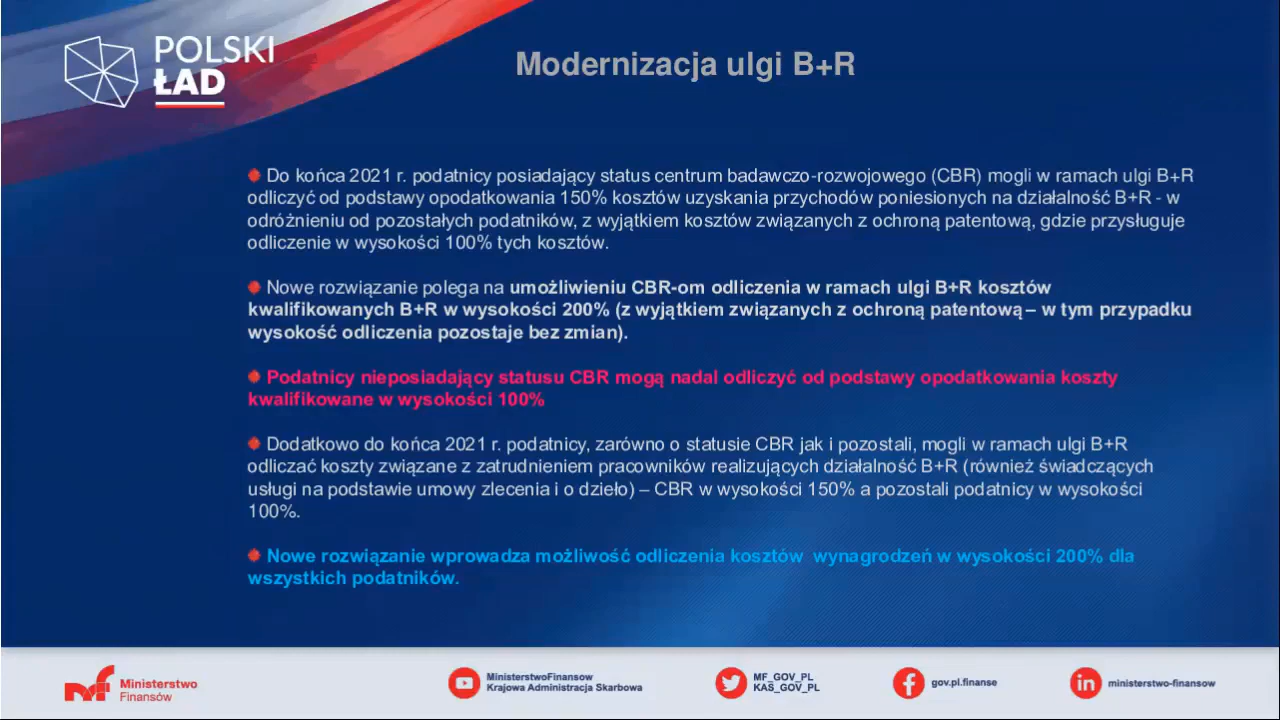 POLSKI
ŁAD
Modernizacja ulgi B+R
Do końca 2021 r. podatnicy posiadający status centrum badawczo-rozwojowego (CBR) mogli w ramach ulgi B+R
odliczyć od podstawy opodatkowania 150% kosztów uzyskania przychodów poniesionych na działalność B+R - w
odróżnieniu od pozostałych podatników, z wyjątkiem kosztów związanych z ochroną patentową, gdzie przysługuje
odliczenie w wysokości 100% tych kosztów.
Nowe rozwiązanie polega na umożliwieniu CBR-om odliczenia w ramach ulgi B+R kosztów
kwalifikowanych B+R w wysokości 200% (z wyjątkiem związanych z ochroną patentową – w tym przypadku
wysokość odliczenia pozostaje bez zmian).
Podatnicy nieposiadający statusu CBR mogą nadal odliczyć od podstawy opodatkowania koszty
kwalifikowane w wysokości 100%
Dodatkowo do końca 2021 r. podatnicy, zarówno o statusie CBR jak i pozostali, mogli w ramach ulgi B+R
odliczać koszty związane z zatrudnieniem pracowników realizujących działalność B+R (również świadczących
usługi na podstawie umowy zlecenia i o dzieło) – CBR w wysokości 150% a pozostali podatnicy w wysokości
100%.
Nowe rozwiązanie wprowadza możliwość odliczenia kosztów wynagrodzeń w wysokości 200% dla
wszystkich podatników.
Ministerstwo
Finansów
MinisterstwoFinansow
Krajowa Administracja Skarbowa
MF_GOV_PL
KAS_GOV_PL
gov.pl.finanse
ministerstwo-finansow